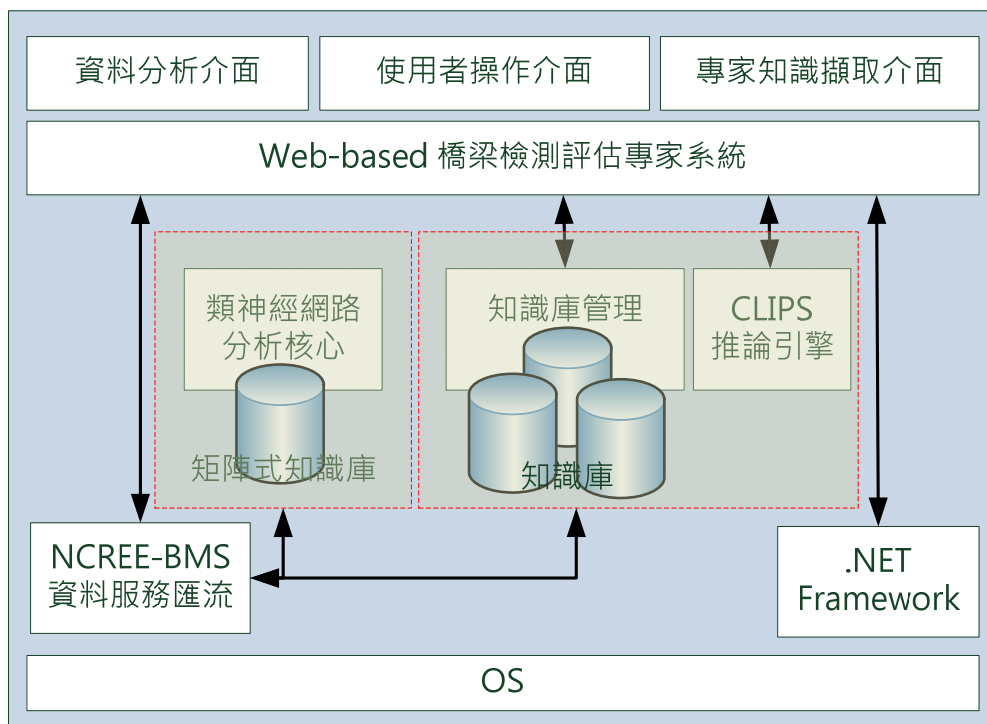 資料分析介面
使用者操作介面
專家知識擷取介面
Web-based 橋梁檢測評估專家系統
類神經網路
分析核心
矩陣式知識庫
知識庫管理
知識庫
CLIPS
推論引擎
NCREE-BMS
資料服務匯流
.NET
Framework
OS